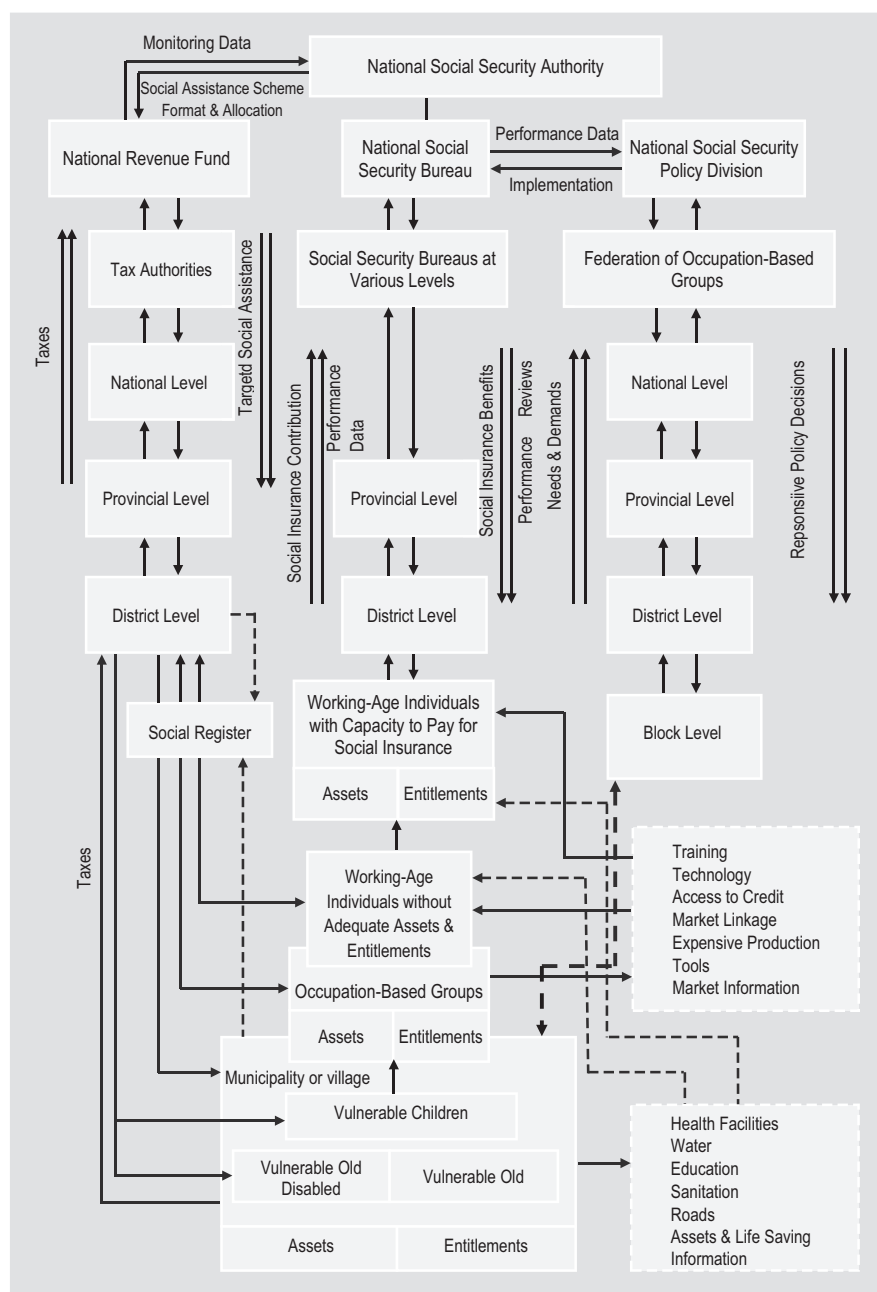 Monitoring Data
National Social Security Authority
Social Assistance Scheme
Format & Allocation
National Revenue Fund
National Social
Security Bureau
Performance Data
Implementation
National Social Security
Policy Division
Tax Authorities
Social Security Bureaus at
Various Levels
Federation of Occupation-Based
Groups
Taxes
Targetd Social Assistance
National Level
National Level
Social Insurance Contribution
Performance
Data
Social Insurance Benefits
Performance Reviews
Needs & Demands
Repsonsiive Policy Decisions
Provincial Level
Provincial Level
Provincial Level
District Level
District Level
District Level
Social Register
Working-Age Individuals
with Capacity to Pay for
Social Insurance
Assets
Entitlements
Block Level
Taxes
Working-Age
Individuals without
Adequate Assets &
Entitlements
Training
Technology
Access to Credit
Market Linkage
Expensive Production
Tools
Market Information
Occupation-Based Groups
Assets
Entitlements
Municipality or village
Vulnerable Children
Vulnerable Old
Disabled
Vulnerable Old
Assets
Entitlements
Health Facilities
Water
Education
Sanitation
Roads
Assets & Life Saving
Information